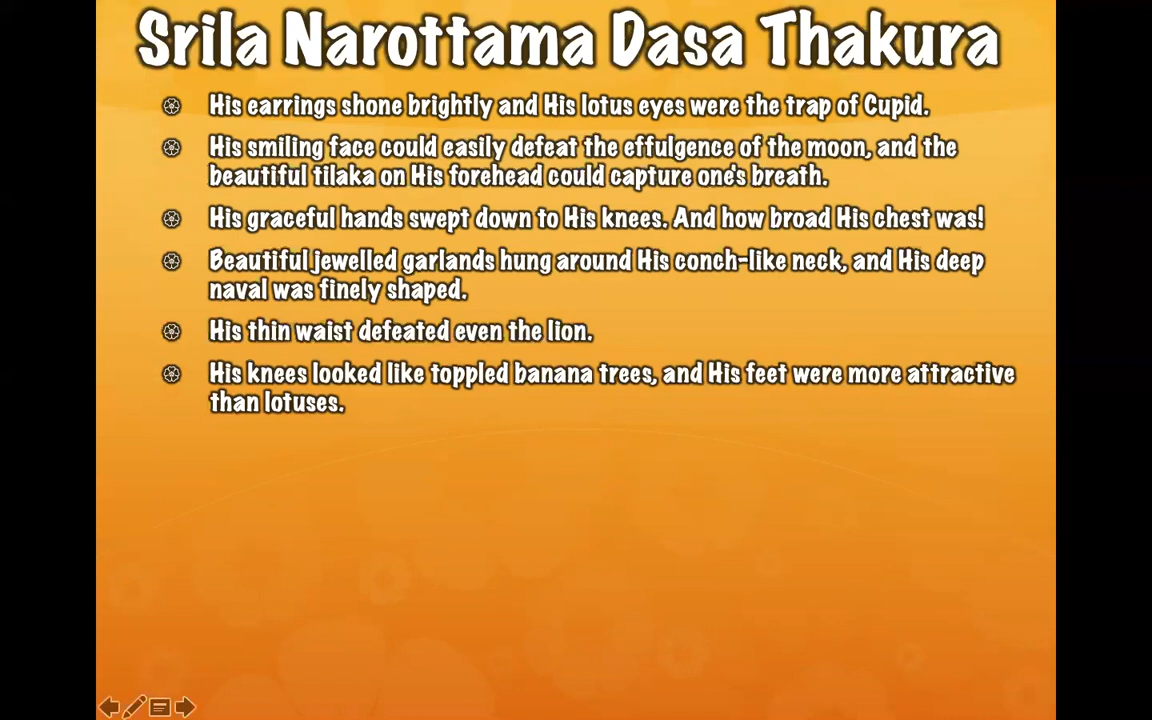 Srila Narottama Dasa Thakura
His earrings shone brightly and His lotus eyes were the trap of Cupid.
His smiling face could easily defeat the effulgence of the moon, and the
beautiful tilaka on His forehead could capture one's breath.
His graceful hands swept down to His knees. And how broad His chest was!
Beautiful jewelled garlands hung around His conch-like neck, and His deep
naval was finely shaped.
His thin waist defeated even the lion.
His knees looked like toppled banana trees, and His feet were more attractive
than lotuses.